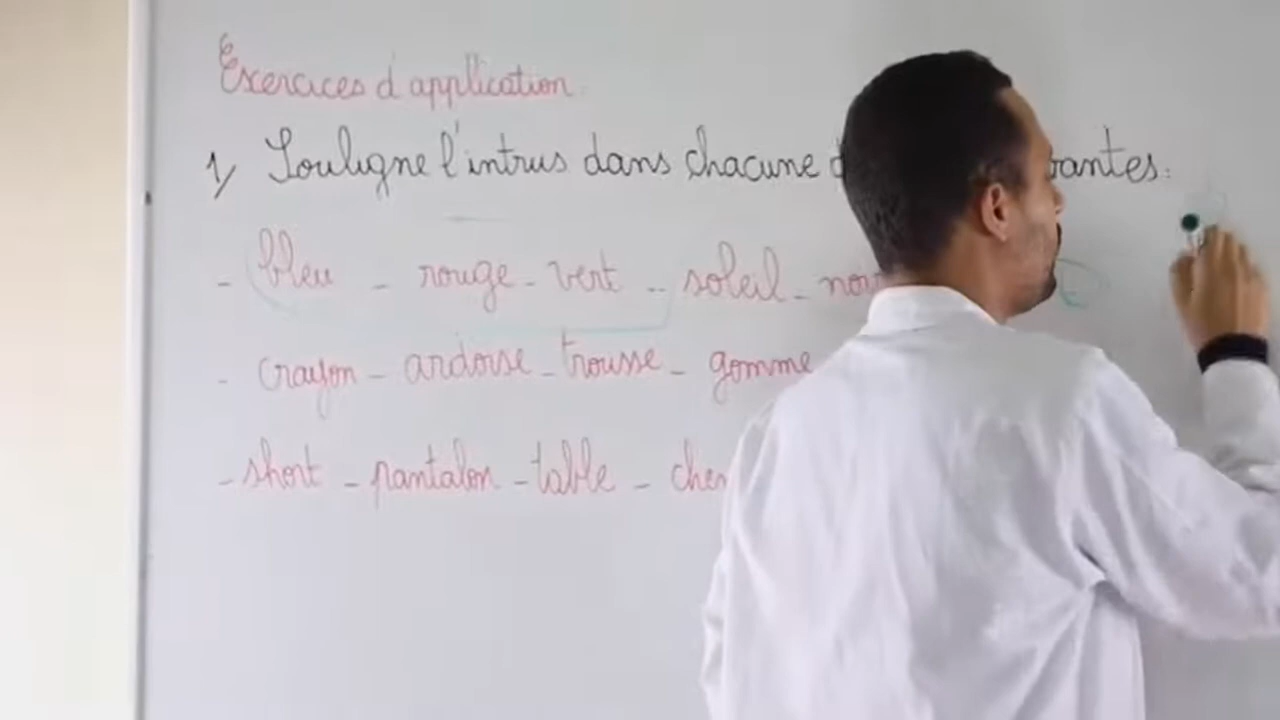 Exercices d'application
1/ Souligne l'intrus dans chacune
- bleu - rouge - vert - soleil -
- crayon - ardoise - trousse - gomme
- short - pantalon - table -